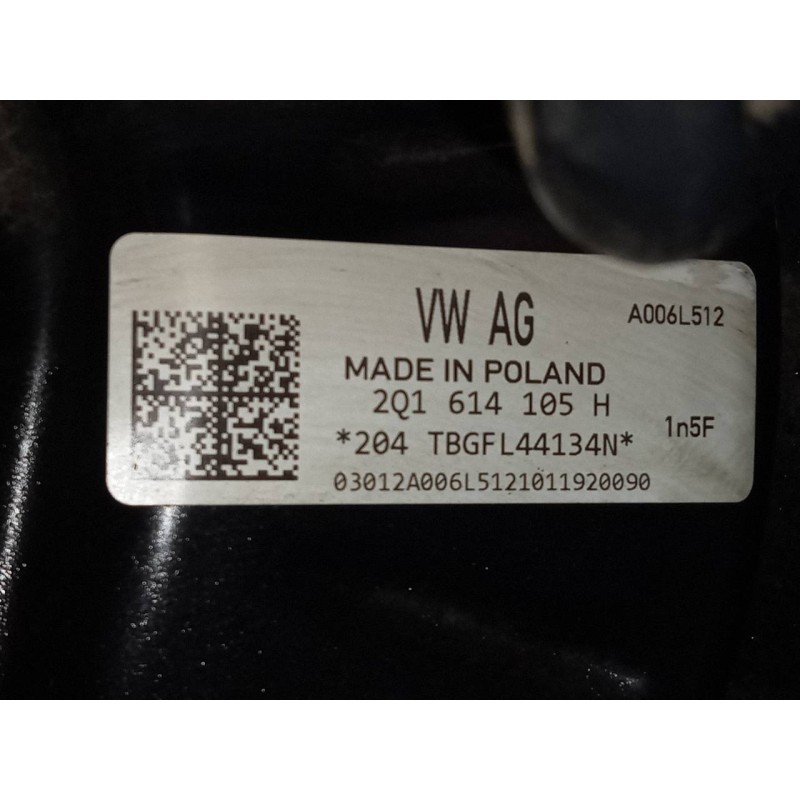 VW AG
A006L512
MADE IN POLAND
2Q1 614 105 H
1n5F
*204 TBGFL44134N*
03012A006L5121011920090